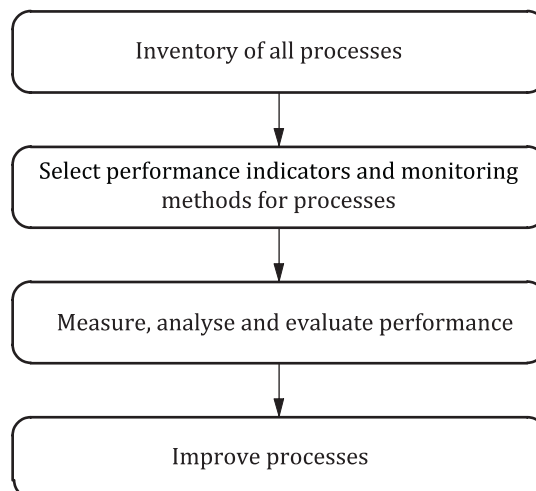 Inventory of all processes
Select performance indicators and monitoring
methods for processes
Measure, analyse and evaluate performance
Improve processes